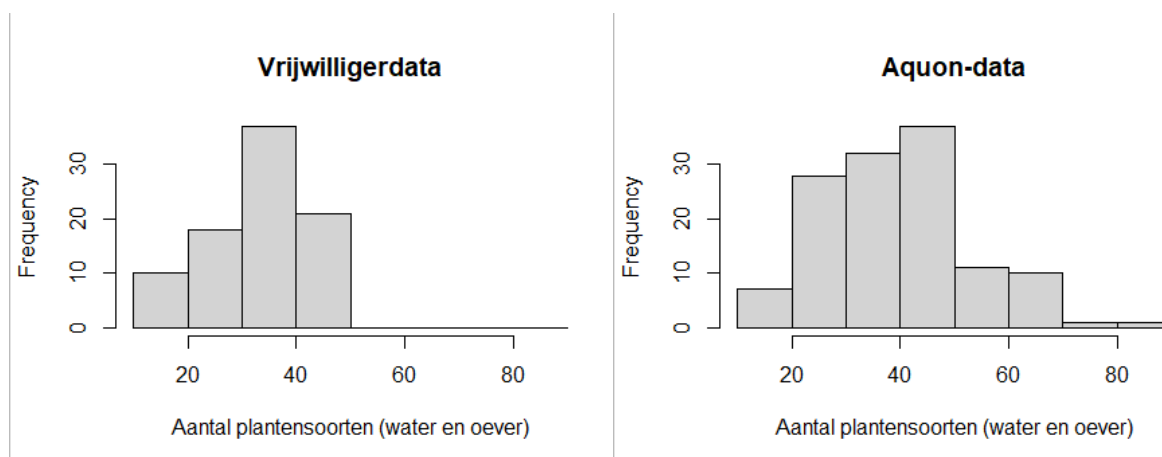 Vrijwilligerdata
Frequency
0 10 20 30
20 40 60 80
Aantal plantensoorten (water en oever)
Aquon-data
Frequency
0 10 20 30
20 40 60 80
Aantal plantensoorten (water en oever)